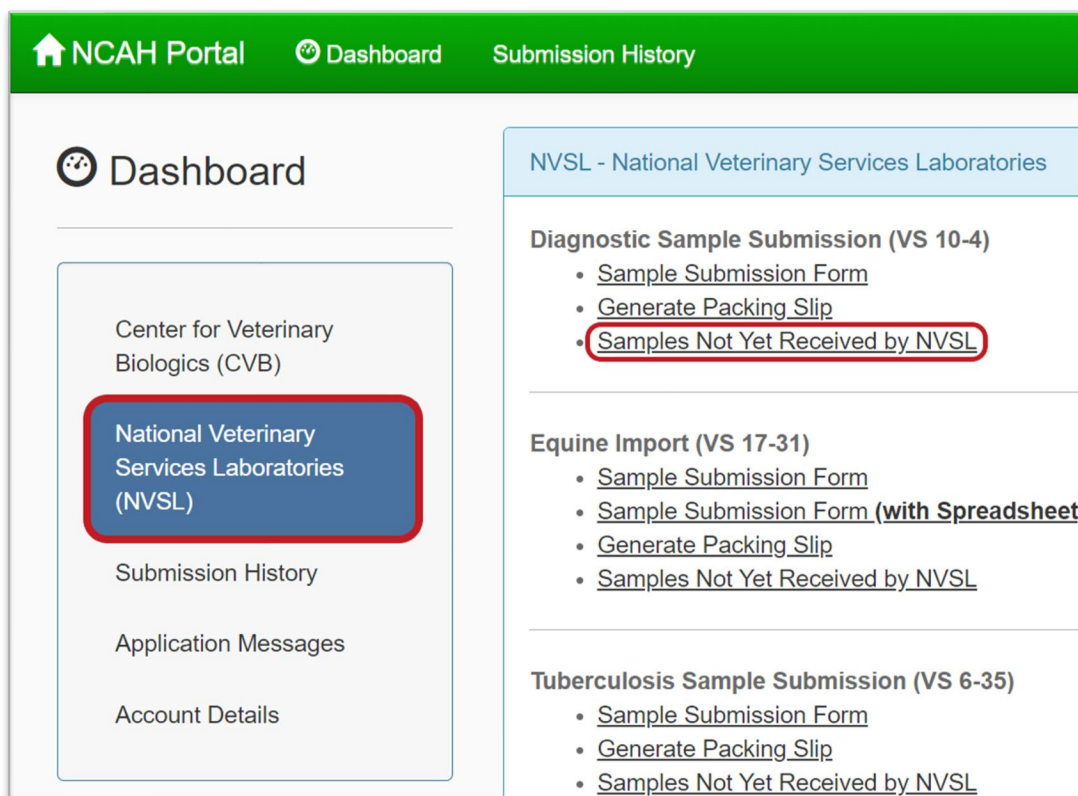 NCAH Portal Dashboard Submission History
Dashboard
Center for Veterinary
Biologics (CVB)
National Veterinary
Services Laboratories
(NVSL)
Submission History
Application Messages
Account Details
NVSL - National Veterinary Services Laboratories
Diagnostic Sample Submission (VS 10-4)
Sample Submission Form
Generate Packing Slip
Samples Not Yet Received by NVSL
Equine Import (VS 17-31)
Sample Submission Form
Sample Submission Form (with Spreadsheet
Generate Packing Slip
Samples Not Yet Received by NVSL
Tuberculosis Sample Submission (VS 6-35)
Sample Submission Form
Generate Packing Slip
Samples Not Yet Received by NVSL